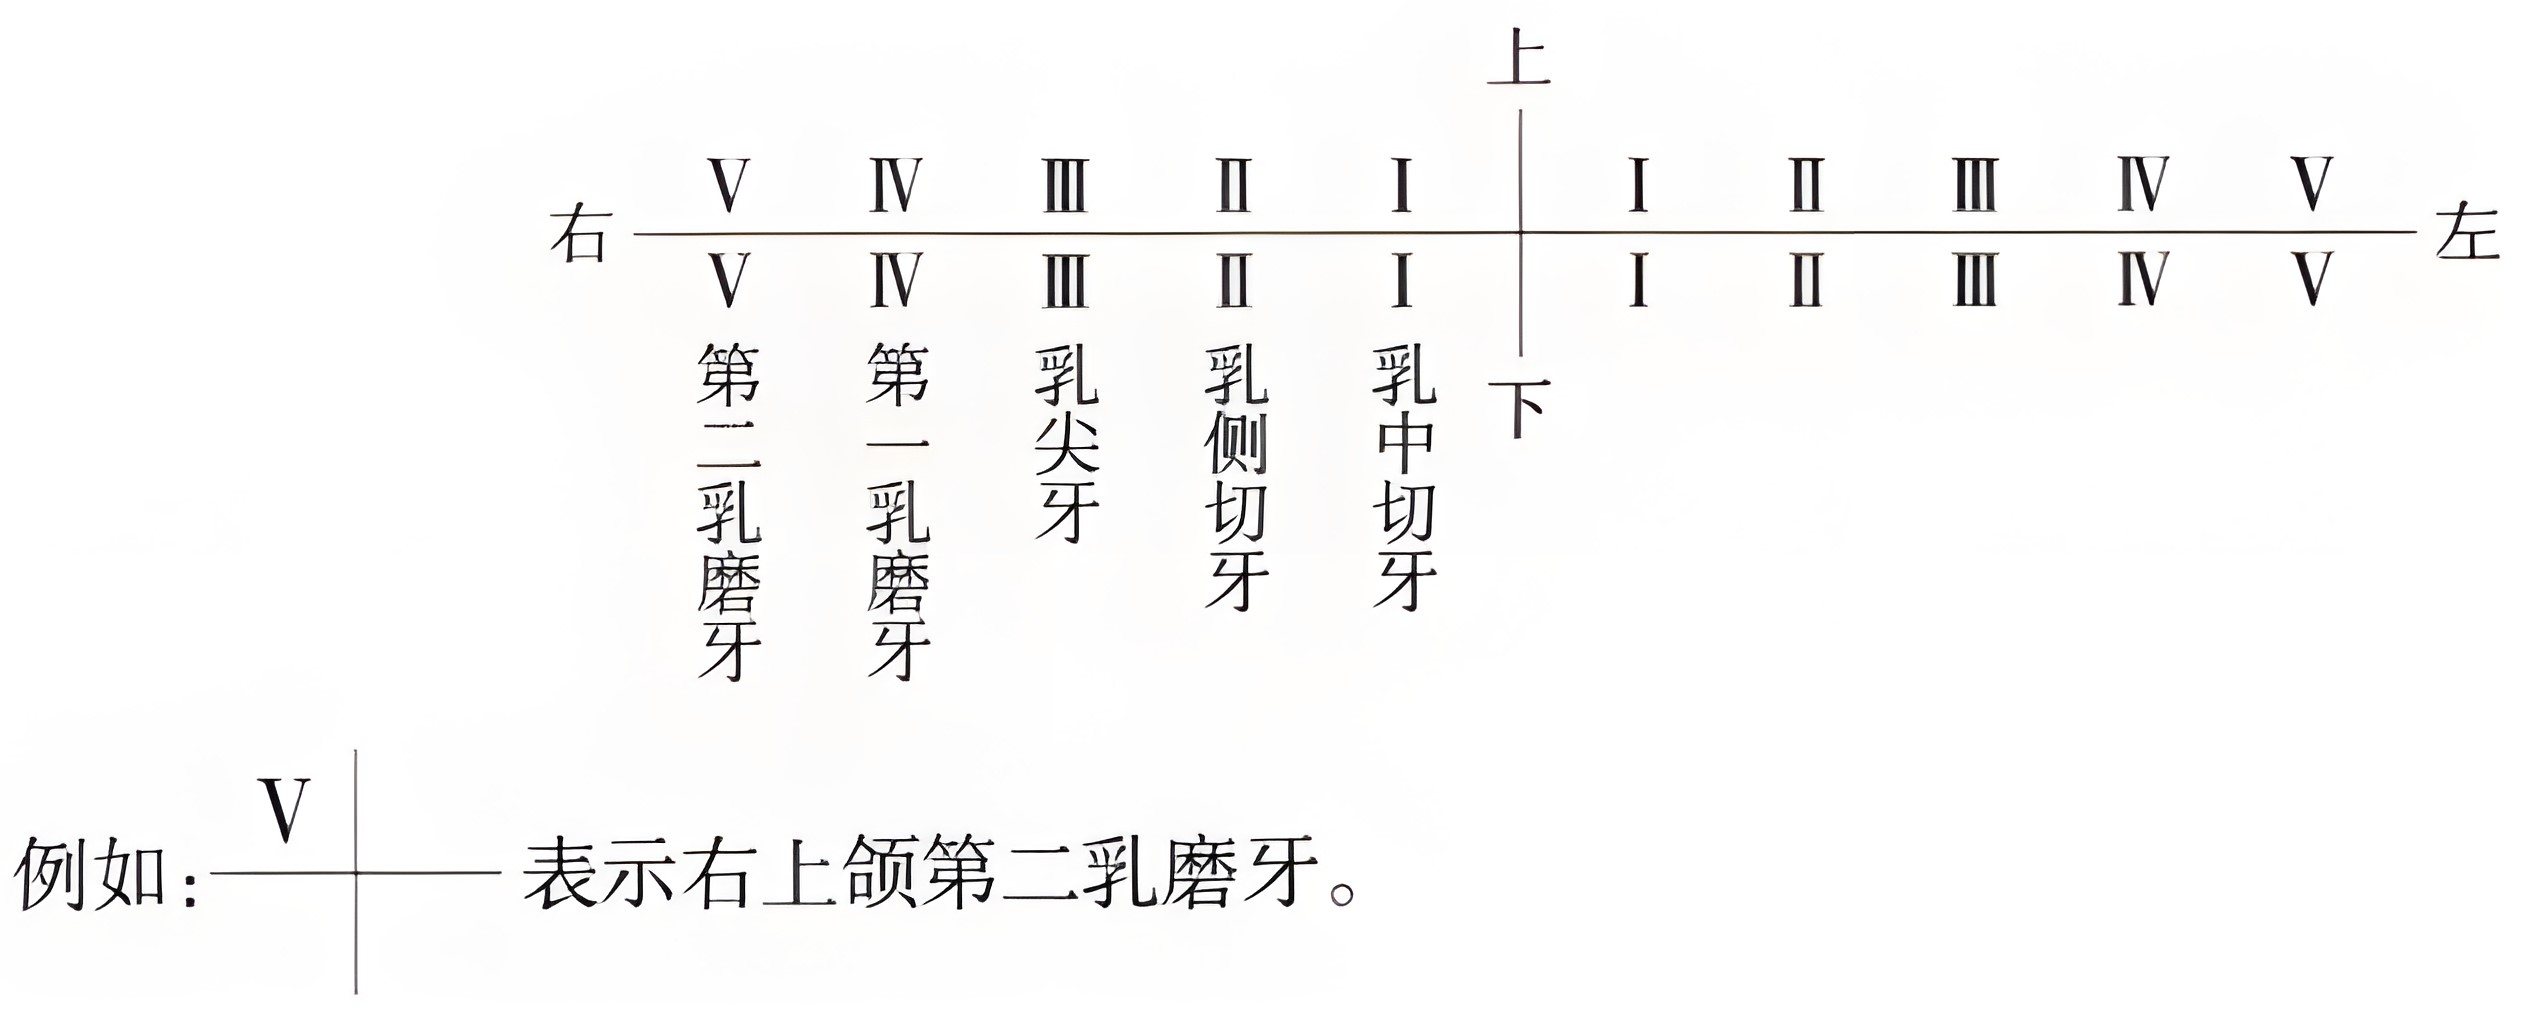 上
Ⅴ Ⅳ Ⅲ Ⅱ Ⅰ Ⅰ Ⅱ Ⅲ Ⅳ Ⅴ
右 左
Ⅴ Ⅳ Ⅲ Ⅱ Ⅰ Ⅰ Ⅱ Ⅲ Ⅳ Ⅴ
下
第二乳磨牙
第一乳磨牙
乳尖牙
乳侧切牙
乳中切牙
Ⅴ
例如: 表示右上颌第二乳磨牙。